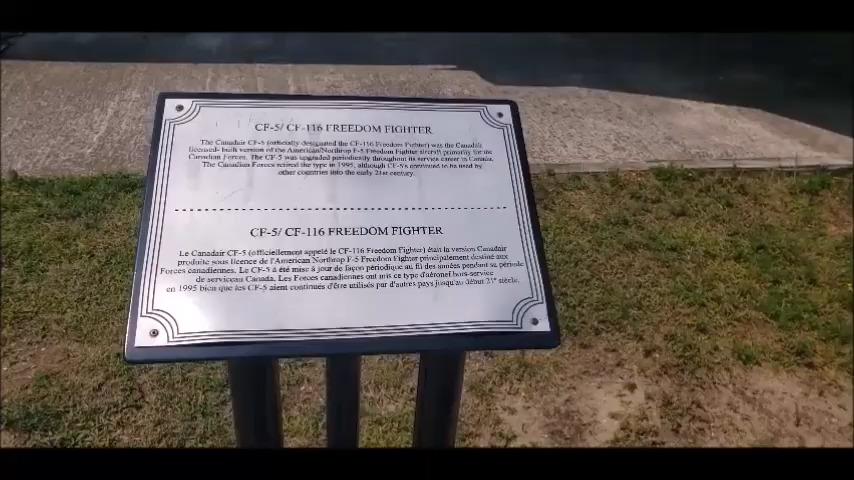 CF-5/ CF-116 FREEDOM FIGHTER
The Canadair CF-5 (officially designated the CF-116 Freedom Fighter) was the Canadair
licensed- built version of the American/Northrop F-5 Freedom Fighter aircraft primarily for the
Canadian Forces. The CF-5 was upgraded periodically throughout its service career in Canada.
The Canadian Forces retired the type in 1995, although CF-5's continued to be used by
other countries into the early 21st century.
CF-5/ CF-116 FREEDOM FIGHTER
Le Canadair CF-5 (officiellement appelé le CF-116 Freedom Fighter) était la version Canadair
produite sous licence de l'American/Northrop F-5 Freedom Fighter principalement destiné aux
Forces canadiennes. Le CF-5 a été mise à jour de façon périodique au fil des années pendant sa période
de serviceau Canada. Les Forces canadiennes ont mis ce type d'aéronef hors-service
en 1995 bien que les CF-5 aient continués d'être utilisés par d'autres pays jusqu'au début 21e siècle.